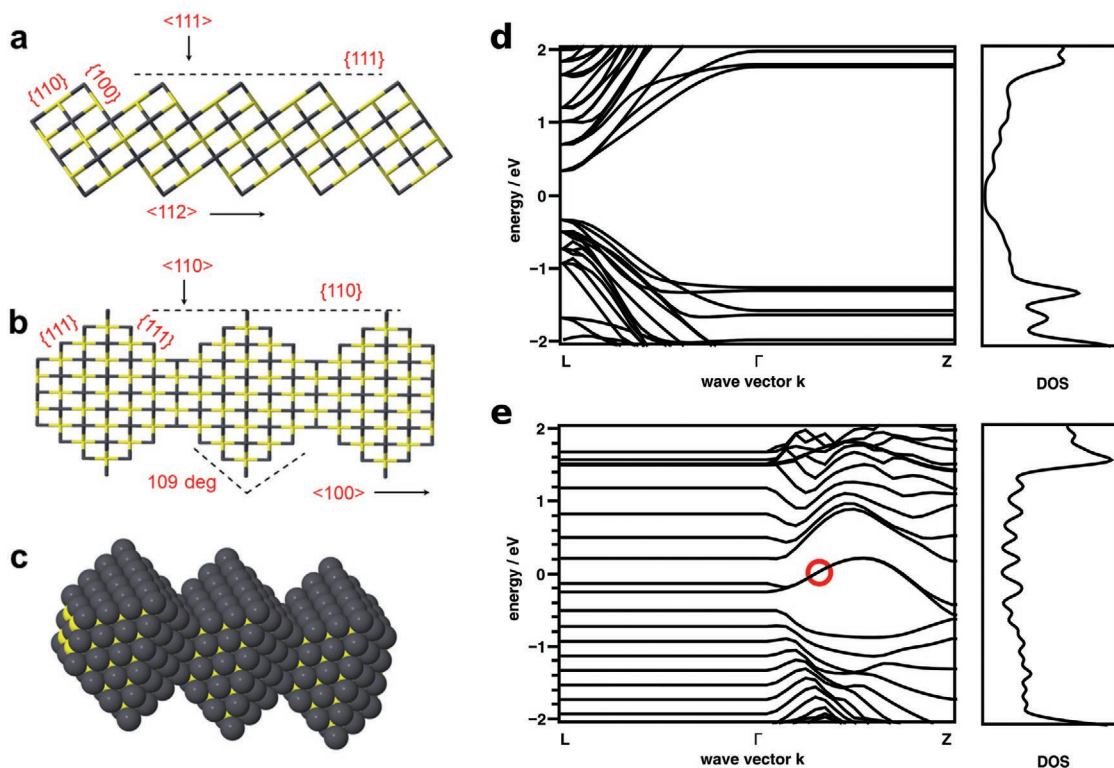 a
<111>
{111}
{110}
{100}
<112>
b
<110>
{110}
{111}
{111}
109 deg
<100>
c
d
2
1
0
−1
−2
energy / eV
L
Γ
Z
wave vector k
DOS
e
2
1
0
−1
−2
energy / eV
L
Γ
Z
wave vector k
DOS